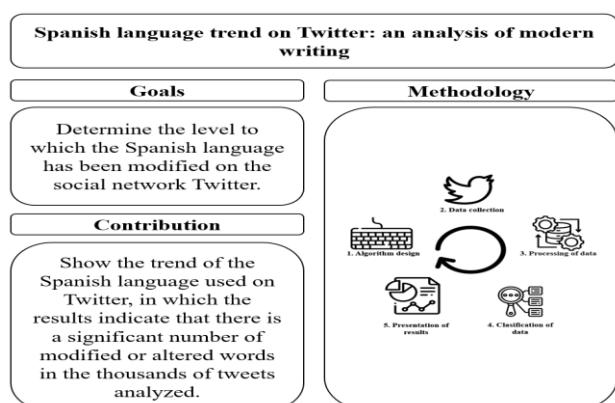 Spanish language trend on Twitter: an analysis of modern
writing
Goals
Determine the level to
which the Spanish language
has been modified on the
social network Twitter.
Contribution
Show the trend of the
Spanish language used on
Twitter, in which the
results indicate that there is
a significant number of
modified or altered words
in the thousands of tweets
analyzed.
Methodology
2. Data collection
1. Algorithm design
3. Processing of data
5. Presentation of
results
4. Clasification of
data